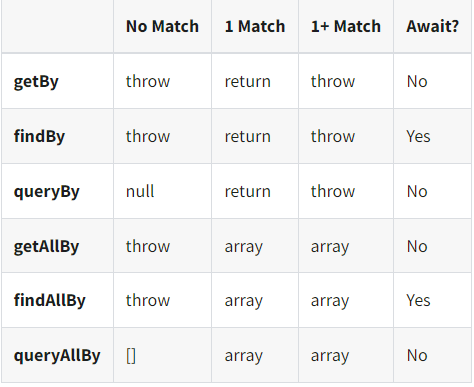 No Match 1 Match 1+ Match Await?
getBy throw return throw No
findBy throw return throw Yes
queryBy null return throw No
getAllBy throw array array No
findAllBy throw array array Yes
queryAllBy [] array array No